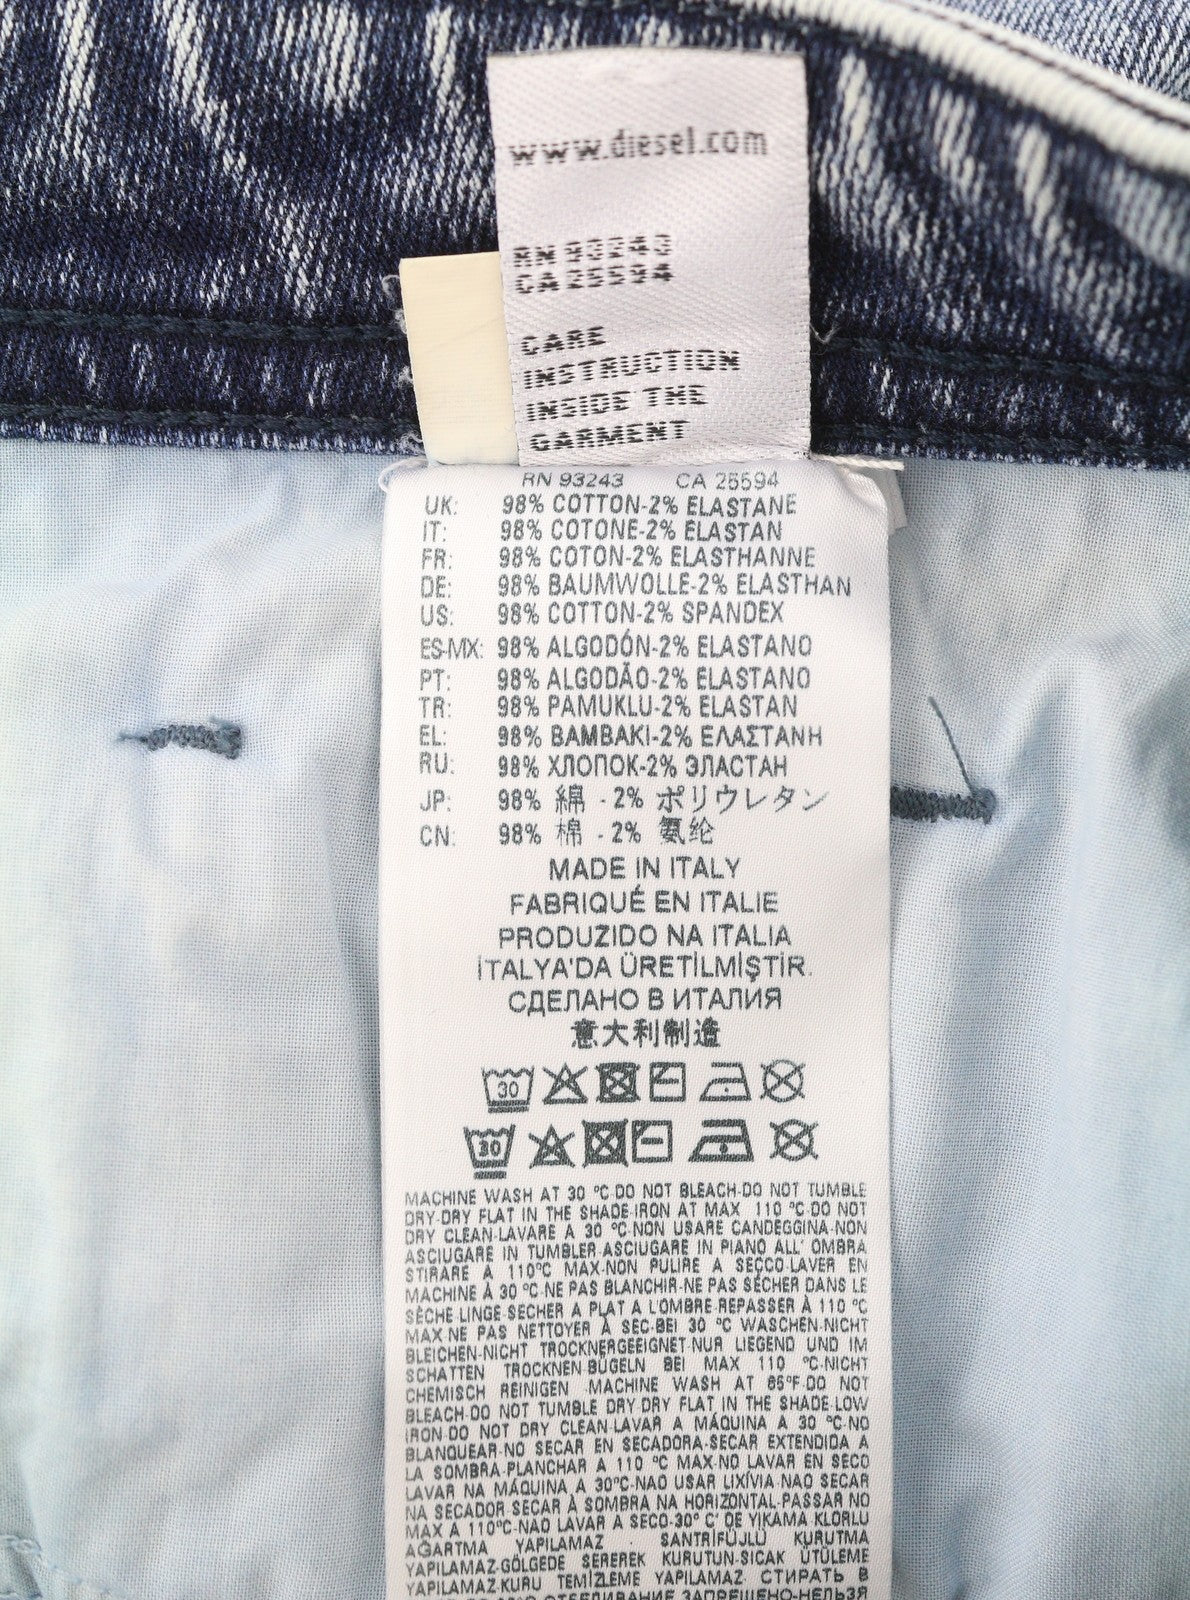 www.diesel.com
RN 93243
CA 25594
CARE
INSTRUCTION
INSIDE THE
GARMENT
RN 93243 CA 25594
UK: 98% COTTON-2% ELASTANE
IT: 98% COTONE-2% ELASTAN
FR: 98% COTON-2% ELASTHANNE
DE: 98% BAUMWOLLE-2% ELASTHAN
US: 98% COTTON-2% SPANDEX
ES-MX: 98% ALGODÓN-2% ELASTANO
PT: 98% ALGODÃO-2% ELASTANO
TR: 98% PAMUKLU-2% ELASTAN
EL: 98% ΒΑΜΒΑΚΙ-2% ΕΛΑΣΤΑΝΗ
RU: 98% ХЛОПОК-2% ЭЛАСТАН
JP: 98% 綿 - 2% ポリウレタン
CN: 98% 棉 - 2% 氨纶
MADE IN ITALY
FABRIQUÉ EN ITALIE
PRODUZIDO NA ITALIA
İTALYA'DA ÜRETİLMİŞTİR.
СДЕЛАНО В ИТАЛИЯ
意大利制造
30
30
MACHINE WASH AT 30 °C-DO NOT BLEACH-DO NOT TUMBLE
DRY-DRY FLAT IN THE SHADE-IRON AT MAX 110 °C-DO NOT
DRY CLEAN-LAVARE A 30 °C-NON USARE CANDEGGINA-NON
ASCIUGARE IN TUMBLER-ASCIUGARE IN PIANO ALL' OMBRA
STIRARE A 110°C MAX-NON PULIRE A SECCO-LAVER EN
MACHINE À 30 °C-NE PAS BLANCHIR-NE PAS SÉCHER DANS LE
SÈCHE LINGE-SECHER A PLAT A L'OMBRE-REPASSER À 110 °C
MAX-NE PAS NETTOYER À SEC-BEI 30 °C WASCHEN-NICHT
BLEICHEN-NICHT TROCKNERGEEIGNET-NUR LIEGEND UND IM
SCHATTEN TROCKNEN-BÜGELN BEI MAX 110 °C-NICHT
CHEMISCH REINIGEN -MACHINE WASH AT 85°F-DO NOT
BLEACH-DO NOT TUMBLE DRY-DRY FLAT IN THE SHADE-LOW
IRON-DO NOT DRY CLEAN-LAVAR A MÁQUINA A 30 °C-NO
BLANQUEAR-NO SECAR EN SECADORA-SECAR EXTENDIDA A
LA SOMBRA-PLANCHAR A 110 °C MAX-NO LAVAR EN SECO
LAVAR NA MÁQUINA A 30°C-NAO USAR LIXÍVIA-NAO SECAR
NA SECADOR-SECAR À SOMBRA NA HORIZONTAL-PASSAR NO
MAX A 110°C-NAO LAVAR A SECO-30° C' DE YIKAMA KLORLU
AĞARTMA YAPILAMAZ - SANTRİFÜJLÜ KURUTMA
YAPILAMAZ-GÖLGEDE SEREREK KURUTUN-SICAK ÜTÜLEME
YAPILAMAZ-KURU TEMİZLEME YAPILAMAZ СТИРАТЬ В
ОТБЕЛИВАНИЕ ЗАПРЕЩЕНО-НЕЛЬЗЯ